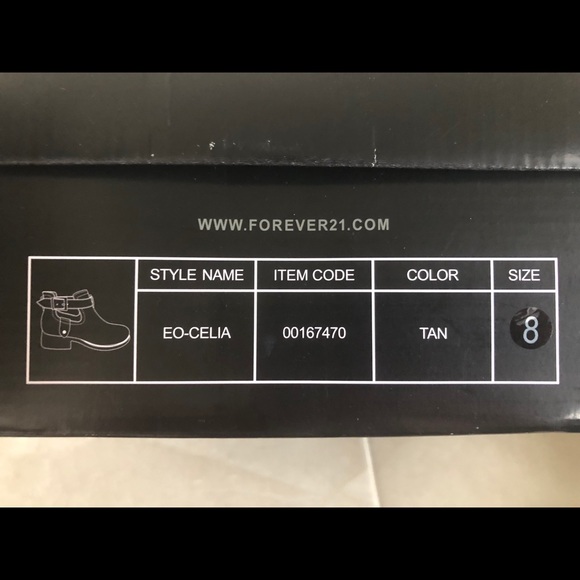 WWW.FOREVER21.COM
STYLE NAME ITEM CODE COLOR SIZE
EO-CELIA 00167470 TAN 8